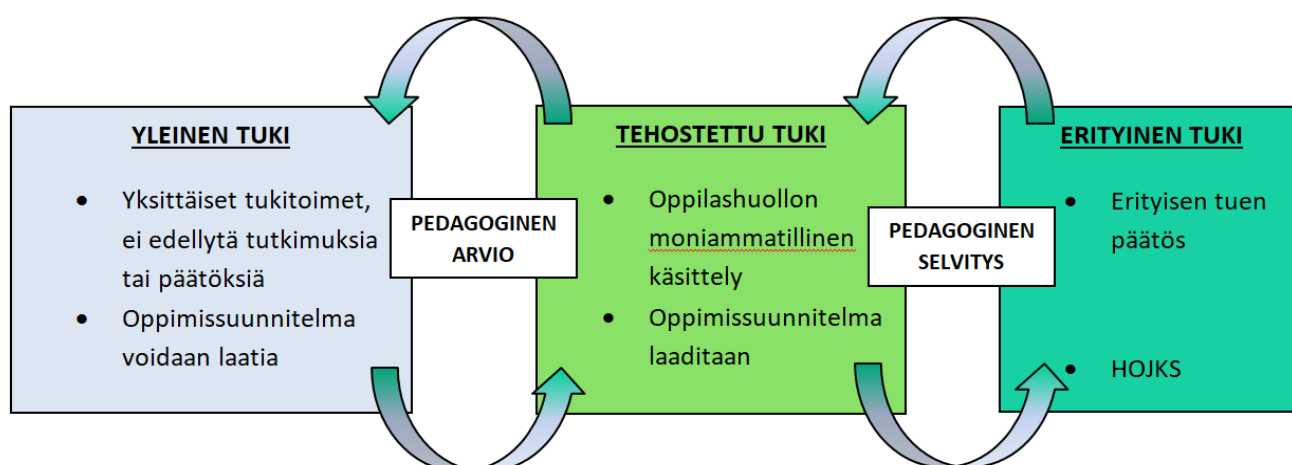 YLEINEN TUKI
• Yksittäiset tukitoimet,
ei edellytä tutkimuksia
tai päätöksiä
• Oppimissuunnitelma
voidaan laatia
PEDAGOGINEN
ARVIO
TEHOSTETTU TUKI
• Oppilashuollon
moniammatillinen
käsittely
• Oppimissuunnitelma
laaditaan
PEDAGOGINEN
SELVITYS
ERITYINEN TUKI
• Erityisen tuen
päätös
• HOJKS